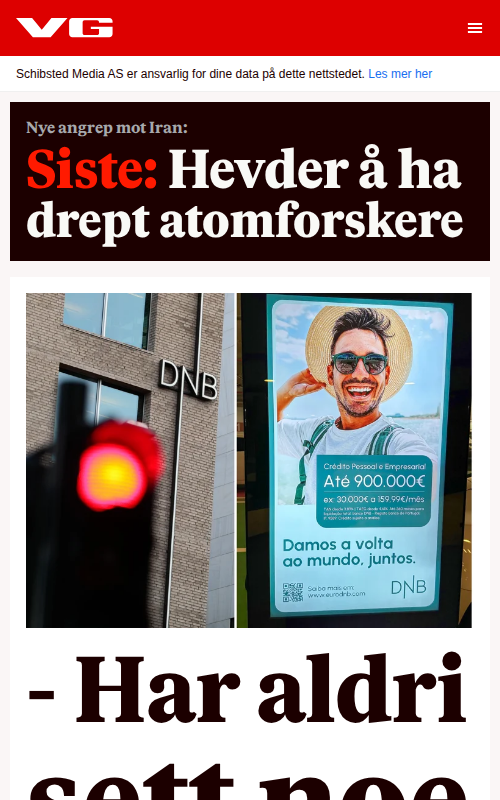 VG
Schibsted Media AS er ansvarlig for dine data på dette nettstedet. Les mer her
Nye angrep mot Iran:
Siste: Hevder å ha
drept atomforskere
DNB
Crédito Pessoal e Empresarial
Até 900.000€
ex: 30.000€ a 159.99€/mês
Damos a volta
ao mundo, juntos.
Saiba mais em:
www.eurodnb.com
DNB
- Har aldri
sett noe